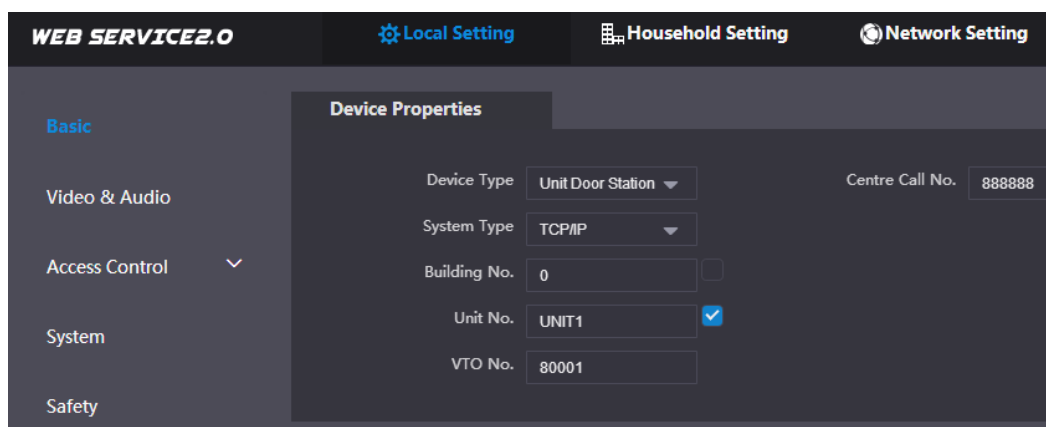 WEB SERVICE2.0
Local Setting
Household Setting
Network Setting
Basic
Video & Audio
Access Control
System
Safety
Device Properties
Device Type Unit Door Station
Centre Call No. 888888
System Type TCP/IP
Building No. 0
Unit No. UNIT1
VTO No. 80001